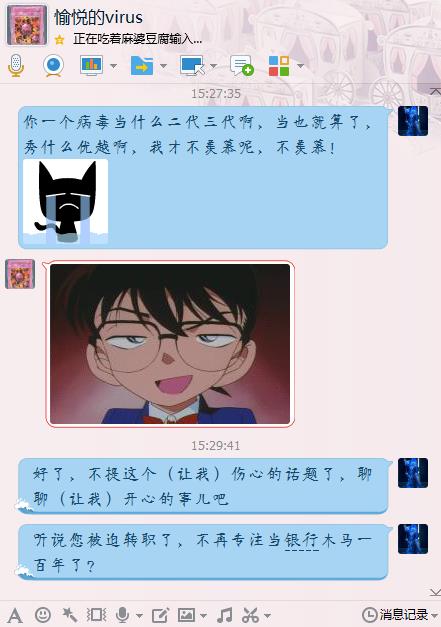 愉悦的virus
正在吃着麻婆豆腐输入...
15:27:35
你一个病毒当什么二代三代啊，当也就算了，
秀什么优越啊，我才不羡慕呢，不羡慕！
15:29:41
好了，不提这个（让我）伤心的话题了，聊
聊（让我）开心的事儿吧
听说您被迫转职了，不再专注当银行木马一
百年了？
消息记录